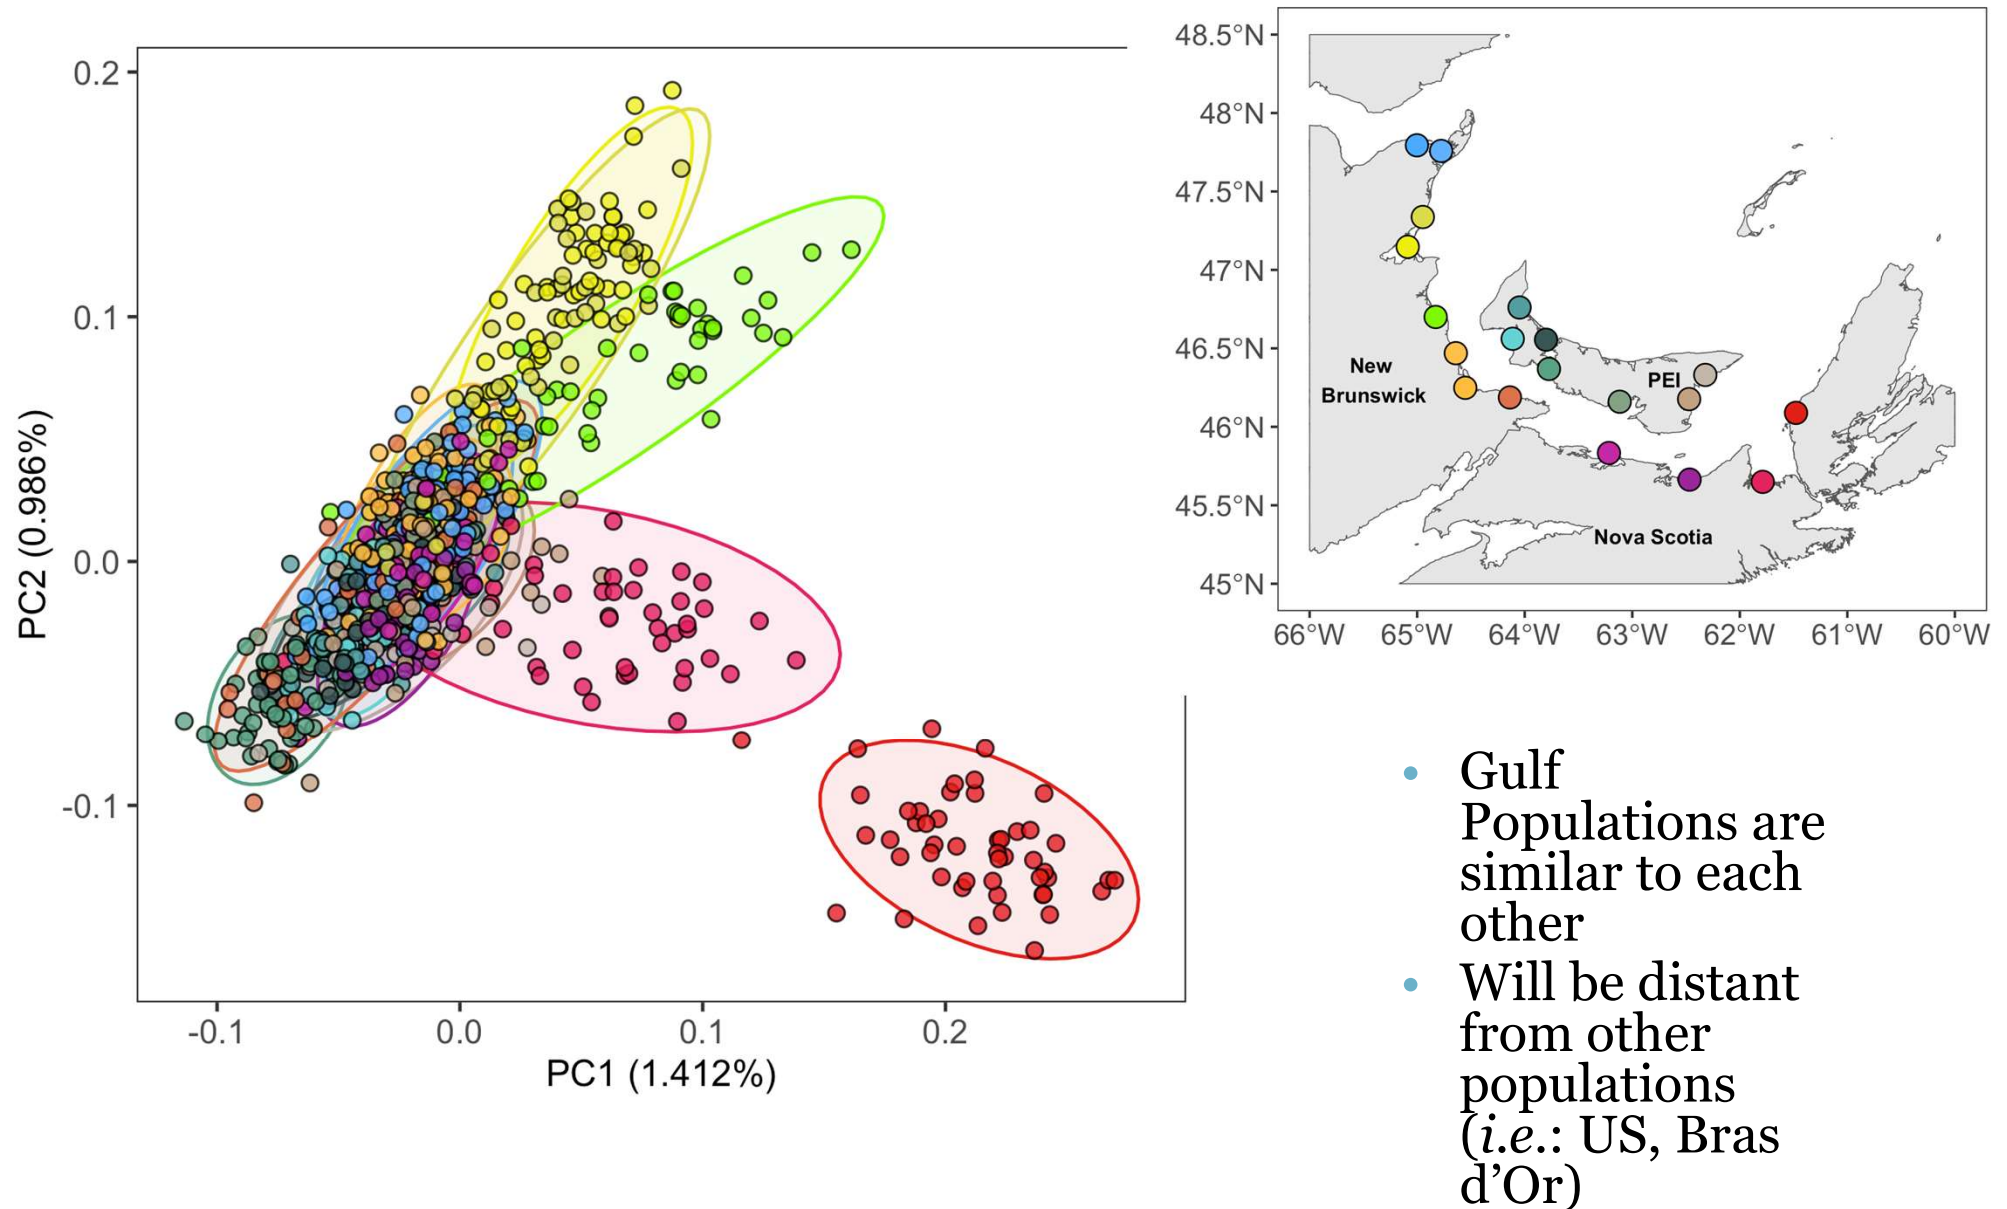 0.2
0.1
0.0
-0.1
PC2 (0.986%)
-0.1
0.0
0.1
0.2
PC1 (1.412%)
48.5°N
48°N
47.5°N
47°N
46.5°N
46°N
45.5°N
45°N
66°W
65°W
64°W
63°W
62°W
61°W
60°W
New
Brunswick
PEI
Nova Scotia
• Gulf
Populations are
similar to each
other
• Will be distant
from other
populations
(i.e.: US, Bras
d’Or)